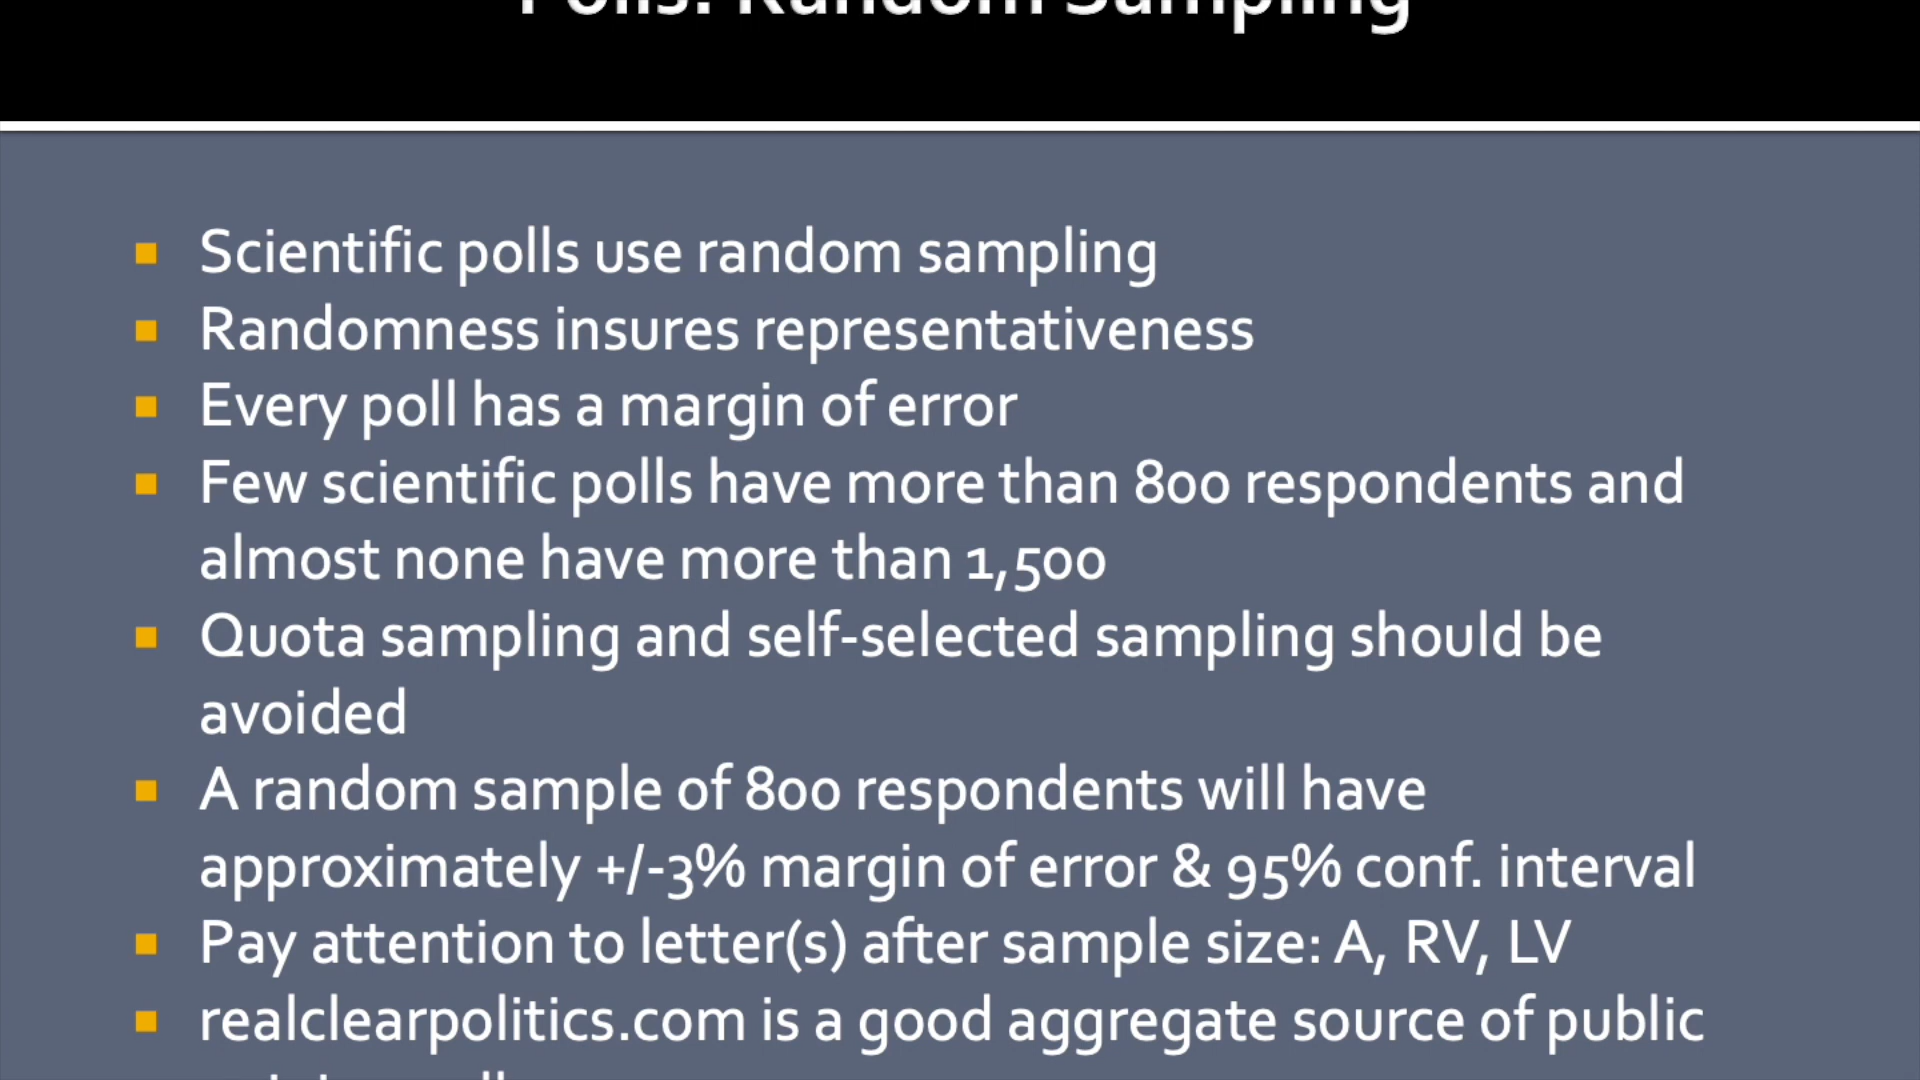 Polls: Random Sampling
Scientific polls use random sampling
Randomness insures representativeness
Every poll has a margin of error
Few scientific polls have more than 800 respondents and
almost none have more than 1,500
Quota sampling and self-selected sampling should be
avoided
A random sample of 800 respondents will have
approximately +/-3% margin of error & 95% conf. interval
Pay attention to letter(s) after sample size: A, RV, LV
realclearpolitics.com is a good aggregate source of public